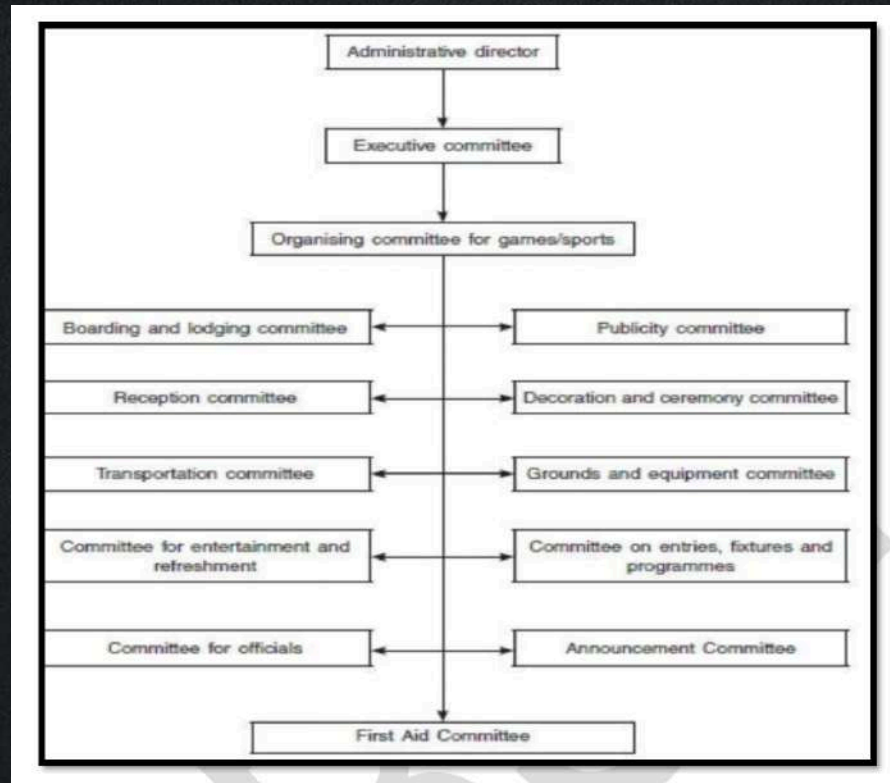 Administrative director
Executive committee
Organising committee for games/sports
Boarding and lodging committee
Publicity committee
Reception committee
Decoration and ceremony committee
Transportation committee
Grounds and equipment committee
Committee for entertainment and
refreshment
Committee on entries, fixtures and
programmes
Committee for officials
Announcement Committee
First Aid Committee